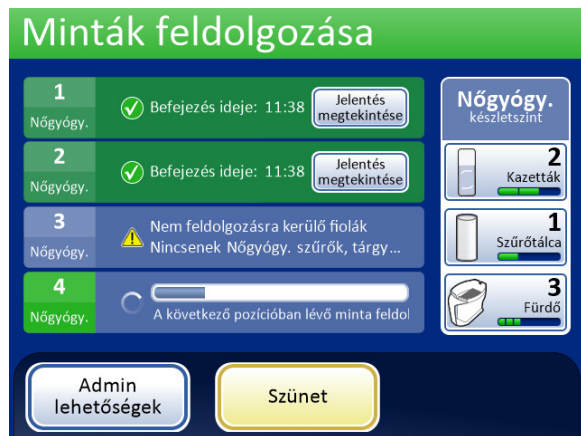 Minták feldolgozása
1
Nőgyógy.
Befejezés ideje: 11:38
Jelentés
megtekintése
2
Nőgyógy.
Befejezés ideje: 11:38
Jelentés
megtekintése
3
Nőgyógy.
Nem feldolgozásra kerülő fiolák
Nincsenek Nőgyógy. szűrők, tárgy...
4
Nőgyógy.
A következő pozícióban lévő minta feldol
Nőgyógy.
készletszint
2
Kazetták
1
Szűrőtálca
3
Fürdő
Admin
lehetőségek
Szünet